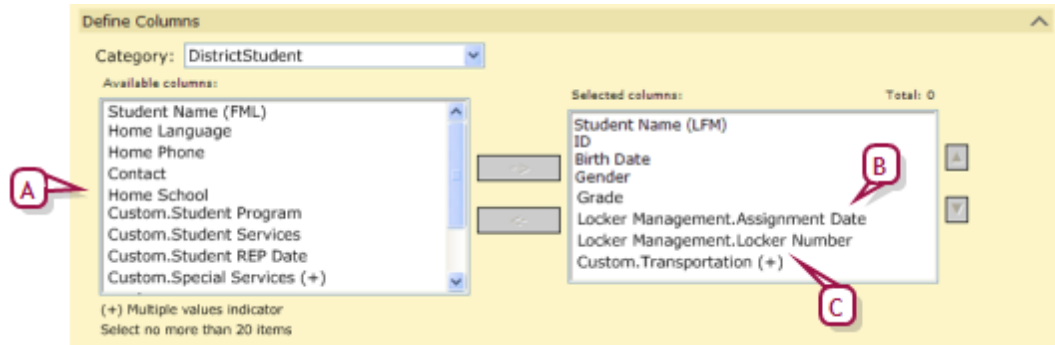 Define Columns
Category: DistrictStudent
Available columns:
Selected columns: Total: 0
Student Name (FML)
Home Language
Home Phone
Contact
Home School
Custom.Student Program
Custom.Student Services
Custom.Student REP Date
Custom.Special Services (+)
Student Name (LFM)
ID
Birth Date
Gender
Grade
Locker Management.Assignment Date
Locker Management.Locker Number
Custom.Transportation (+)
A
B
C
(+) Multiple values indicator
Select no more than 20 items